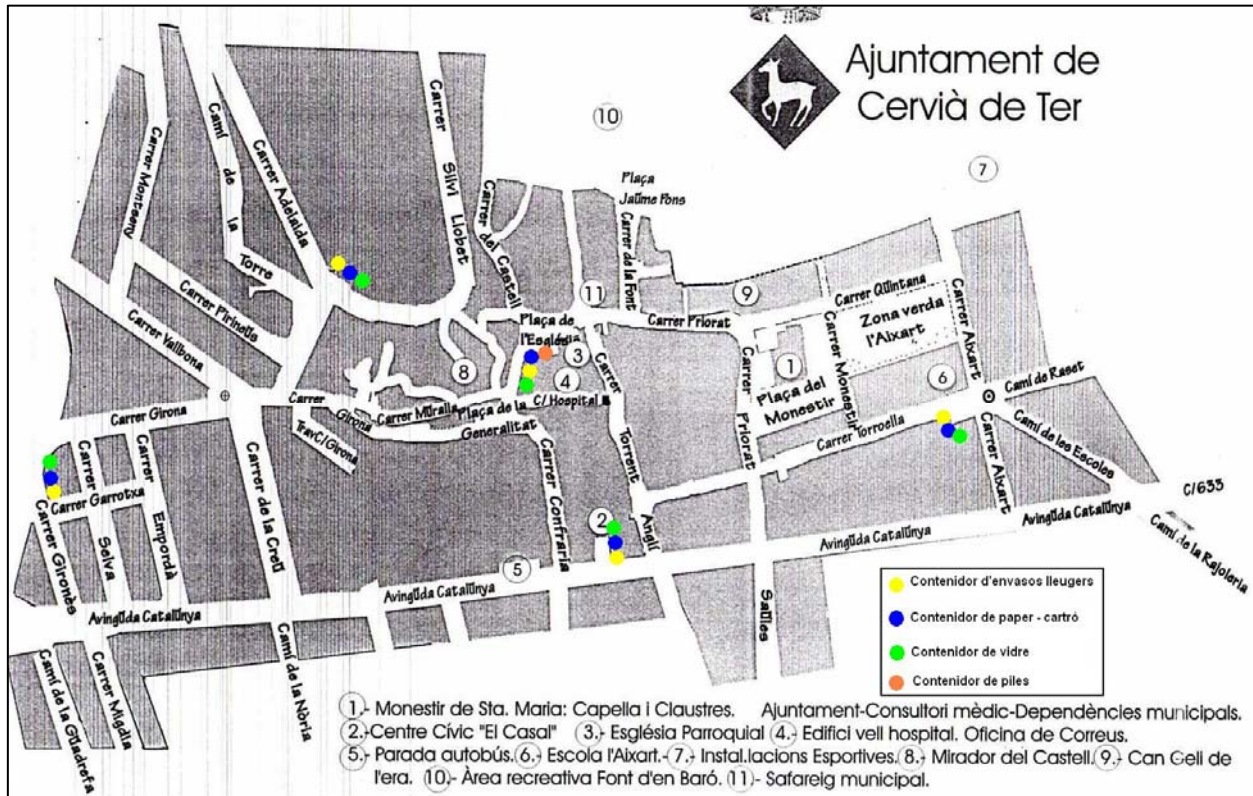 Ajuntament de
Cervià de Ter
10
7
Plaça
Jaume Fons
Carrer Montseny
Camí de la
Torre
Carrer Adelaida
Carrer Silvi Llobet
Carrer del Castell
Carrer de la Font
11
9
Carrer Priorat
Carrer Quintana
Zona verda
l'Aixart
Carrer Aixart
Carrer Pirineus
Carrer Vallbona
Plaça de
l'Església
3
8
4
1
6
Carrer
Priorat
Carrer Monestir
Plaça del
Monestir
Camí de Raset
Carrer Girona
Carrer
Girona
Carrer Muralla
Plaça de la
Generalitat
C/ Hospital
Trav.C/Girona
Carrer
Torrent
Anglí
Carrer Torroella
Camí de les Escoles
Carrer Aixart
C/633
Carrer Garrotxa
Carrer Gironès
Carrer
Selva
Carrer
Empordà
Carrer de la Creu
Carrer Confraria
2
5
Avinguda Catalunya
Avinguda Catalunya
Avinguda Catalunya
Avinguda Catalunya
Camí de la Rajoleria
Saules
Camí de la Guadrefa
Carrer Migdia
Camí de la Nòria
Contenidor d'envasos lleugers
Contenidor de paper - cartró
Contenidor de vidre
Contenidor de piles
1.- Monestir de Sta. Maria: Capella i Claustres. Ajuntament-Consultori mèdic-Dependències municipals.
2.-Centre Cívic "El Casal" 3.- Església Parroquial 4.- Edifici vell hospital. Oficina de Correus.
5.- Parada autobús. 6.- Escola l'Aixart.- 7.- Instal.lacions Esportives. 8.- Mirador del Castell. 9.- Can Geli de
l'era. 10.- Àrea recreativa Font d'en Baró. 11.- Safareig municipal.